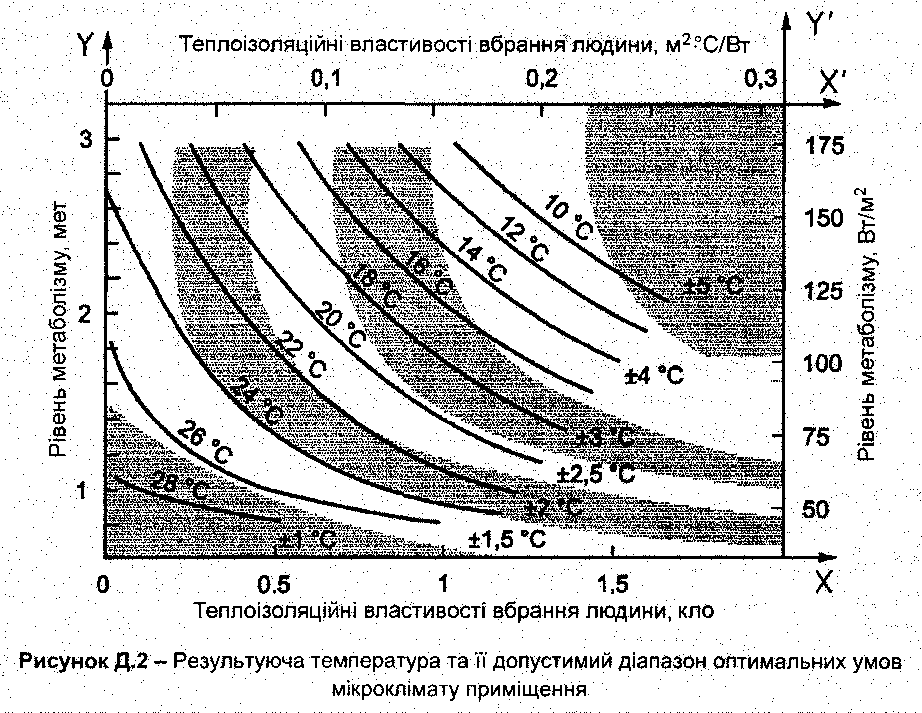 Y
Теплоізоляційні властивості вбрання людини, м²·°С/Вт
Y'
0
0,1
0,2
0,3
X'
3
2
1
Рівень метаболізму, мет
175
150
125
100
75
50
Рівень метаболізму, Вт/м²
10 °С
12 °С
14 °С
16 °С
18 °С
20 °С
22 °С
24 °С
26 °С
28 °С
±5 °С
±4 °С
±3 °С
±2,5 °С
±2 °С
±1,5 °С
±1 °С
0
0.5
1
1,5
X
Теплоізоляційні властивості вбрання людини, кло
Рисунок Д.2 – Результуюча температура та її допустимий діапазон оптимальних умов
мікроклімату приміщення